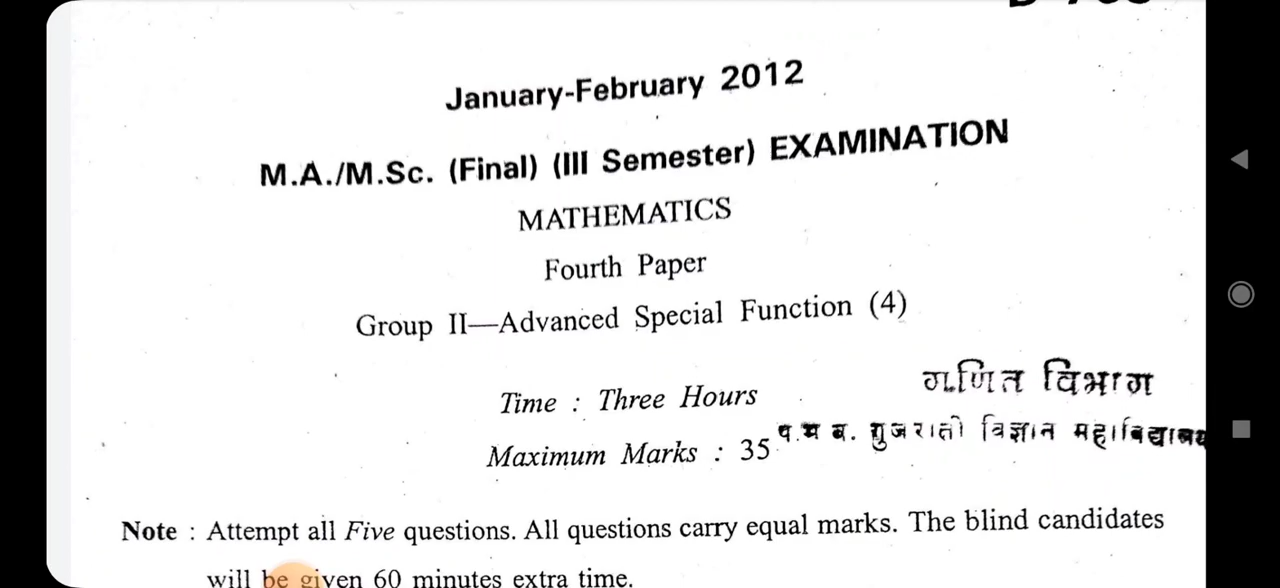 January-February 2012
M.A./M.Sc. (Final) (III Semester) EXAMINATION
MATHEMATICS
Fourth Paper
Group II—Advanced Special Function (4)
गणित विभाग
Time : Three Hours
प.म ब. गुजराती विज्ञान महाविद्यालय
Maximum Marks : 35
Note : Attempt all Five questions. All questions carry equal marks. The blind candidates
will be given 60 minutes extra time.